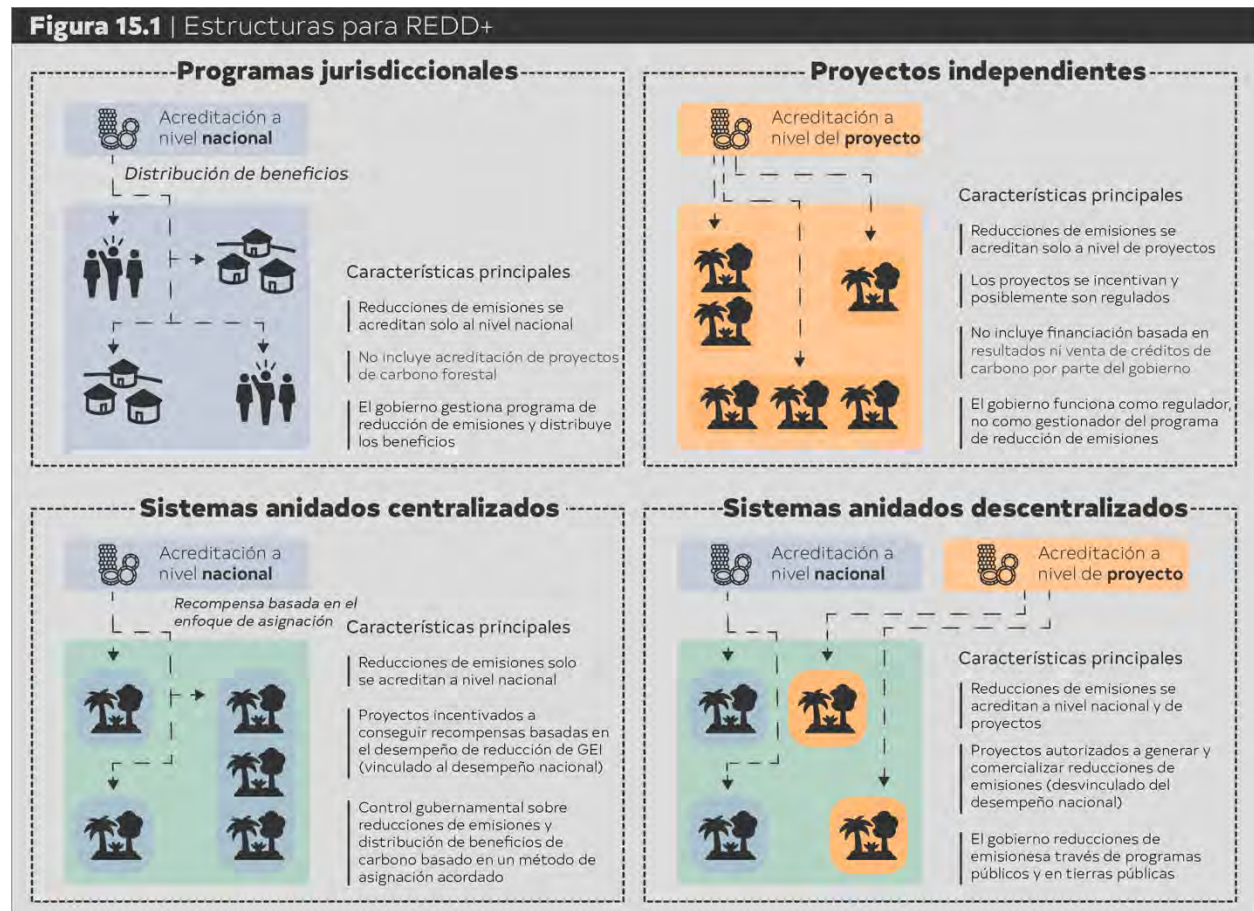 Figura 15.1 | Estructuras para REDD+
Programas jurisdiccionales
Acreditación a
nivel nacional
Distribución de beneficios
Características principales
Reducciones de emisiones se
acreditan solo al nivel nacional
No incluye acreditación de proyectos
de carbono forestal
El gobierno gestiona programa de
reducción de emisiones y distribuye
los beneficios
Proyectos independientes
Acreditación a
nivel del proyecto
Características principales
Reducciones de emisiones se
acreditan solo a nivel de proyectos
Los proyectos se incentivan y
posiblemente son regulados
No incluye financiación basada en
resultados ni venta de créditos de
carbono por parte del gobierno
El gobierno funciona como regulador,
no como gestionador del programa
de reducción de emisiones
Sistemas anidados centralizados
Acreditación a
nivel nacional
Recompensa basada en el
enfoque de asignación
Características principales
Reducciones de emisiones solo
se acreditan a nivel nacional
Proyectos incentivados a
conseguir recompensas basadas en
el desempeño de reducción de GEI
(vinculado al desempeño nacional)
Control gubernamental sobre
reducciones de emisiones y
distribución de beneficios de
carbono basado en un método de
asignación acordado
Sistemas anidados descentralizados
Acreditación a
nivel nacional
Acreditación a
nivel de proyecto
Características principales
Reducciones de emisiones se
acreditan a nivel nacional y de
proyectos
Proyectos autorizados a generar y
comercializar reducciones de
emisiones (desvinculado del
desempeño nacional)
El gobierno reducciones de
emisionesa través de programas
públicos y en tierras públicas